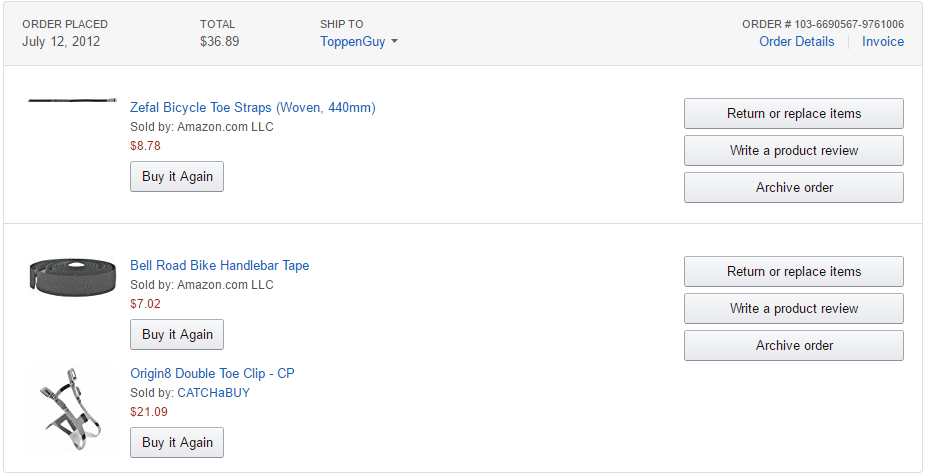 ORDER PLACED
July 12, 2012
TOTAL
$36.89
SHIP TO
ToppenGuy
ORDER # 103-6690567-9761006
Order Details
Invoice
Zefal Bicycle Toe Straps (Woven, 440mm)
Sold by: Amazon.com LLC
$8.78
Buy it Again
Return or replace items
Write a product review
Archive order
Bell Road Bike Handlebar Tape
Sold by: Amazon.com LLC
$7.02
Buy it Again
Return or replace items
Write a product review
Archive order
Origin8 Double Toe Clip - CP
Sold by: CATCHaBUY
$21.09
Buy it Again